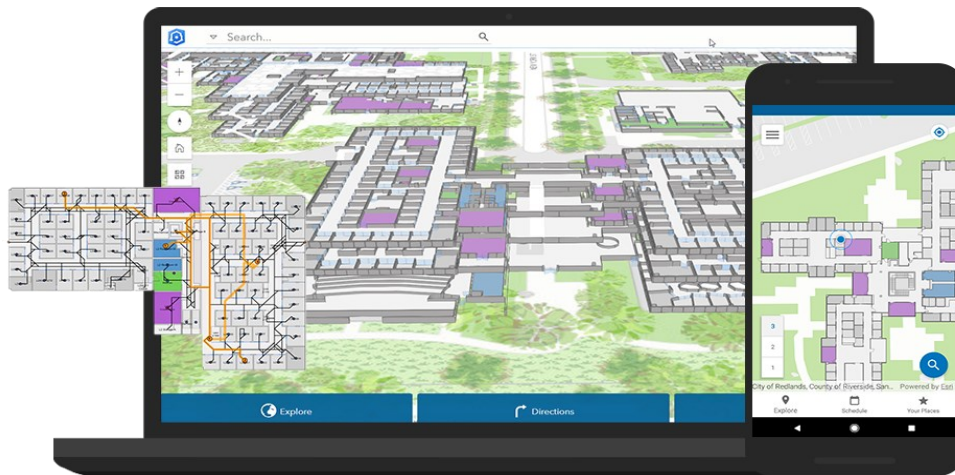 Search...
Explore
Directions
3
2
1
City of Redlands, County of Riverside, San... Powered by Esri
Explore
Schedule
Your Places